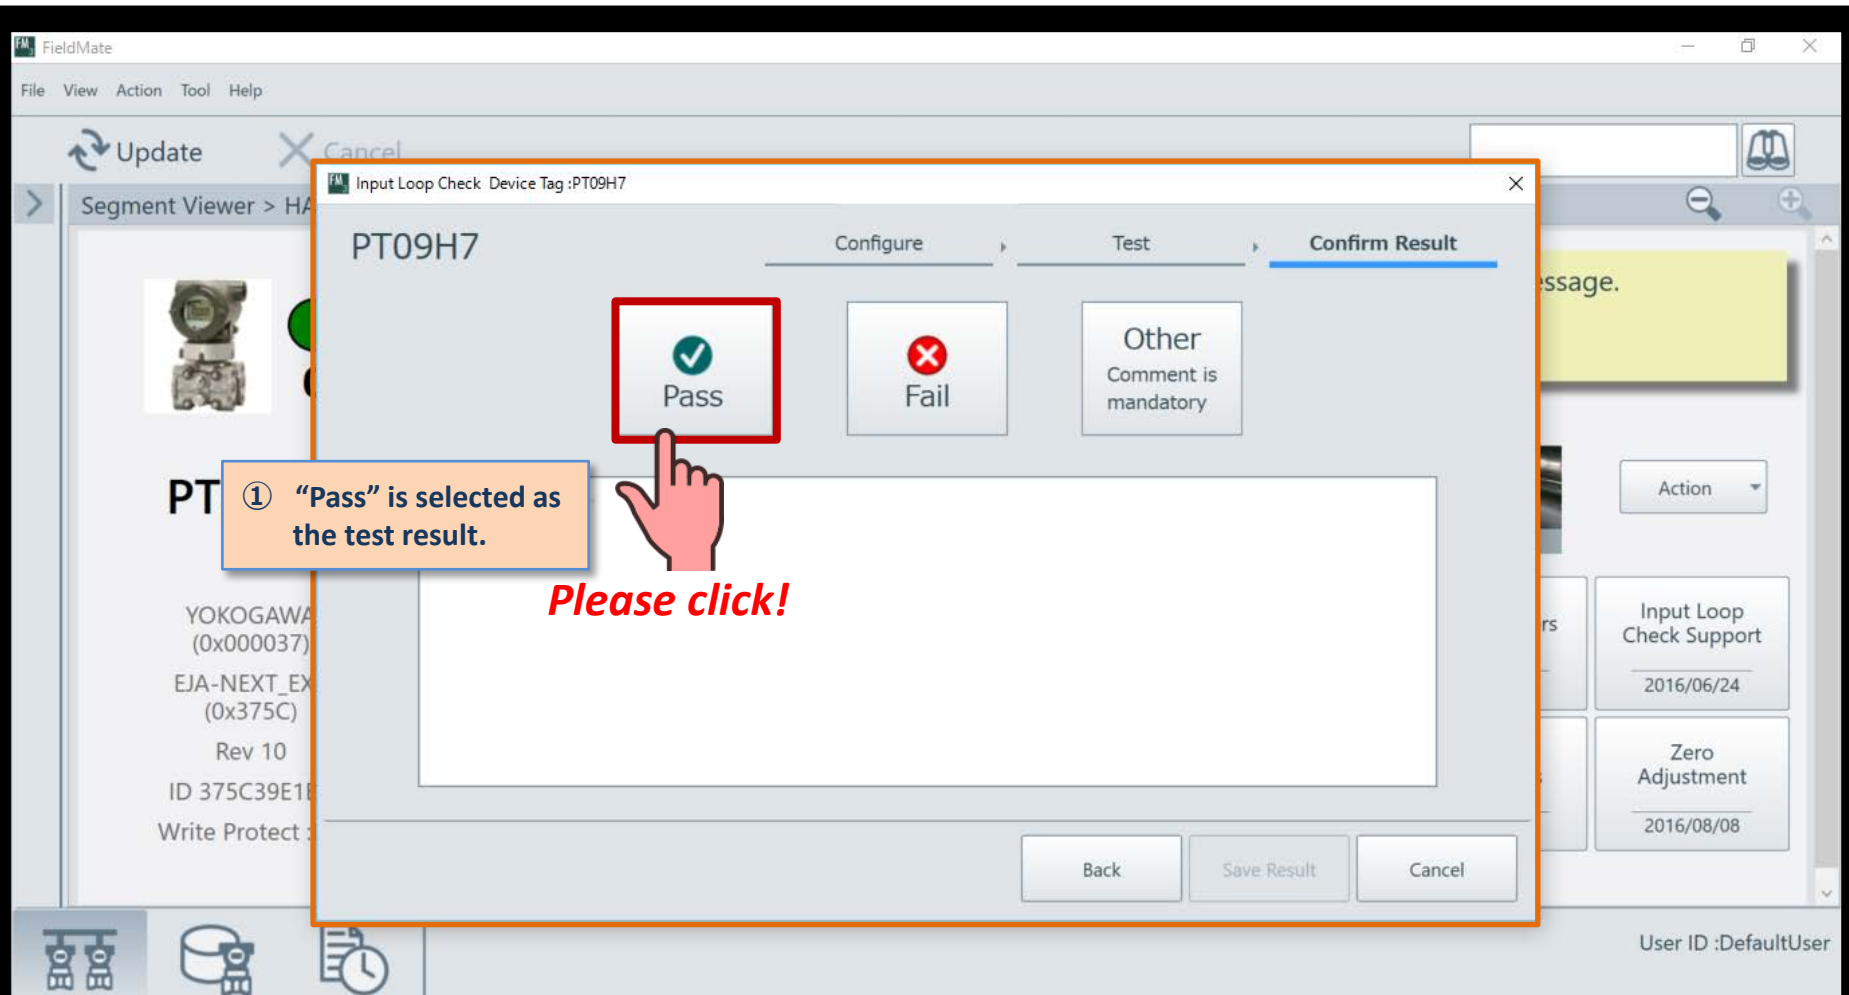 FieldMate
File View Action Tool Help
Update
Cancel
Segment Viewer > HA
Input Loop Check Device Tag :PT09H7
PT09H7
Configure
Test
Confirm Result
Pass
Fail
Other
Comment is
mandatory
① “Pass” is selected as
the test result.
Please click!
PT
YOKOGAWA
(0x000037)
EJA-NEXT_EX
(0x375C)
Rev 10
ID 375C39E1
Write Protect :
Action
Input Loop
Check Support
2016/06/24
Zero
Adjustment
2016/08/08
Back
Save Result
Cancel
User ID :DefaultUser